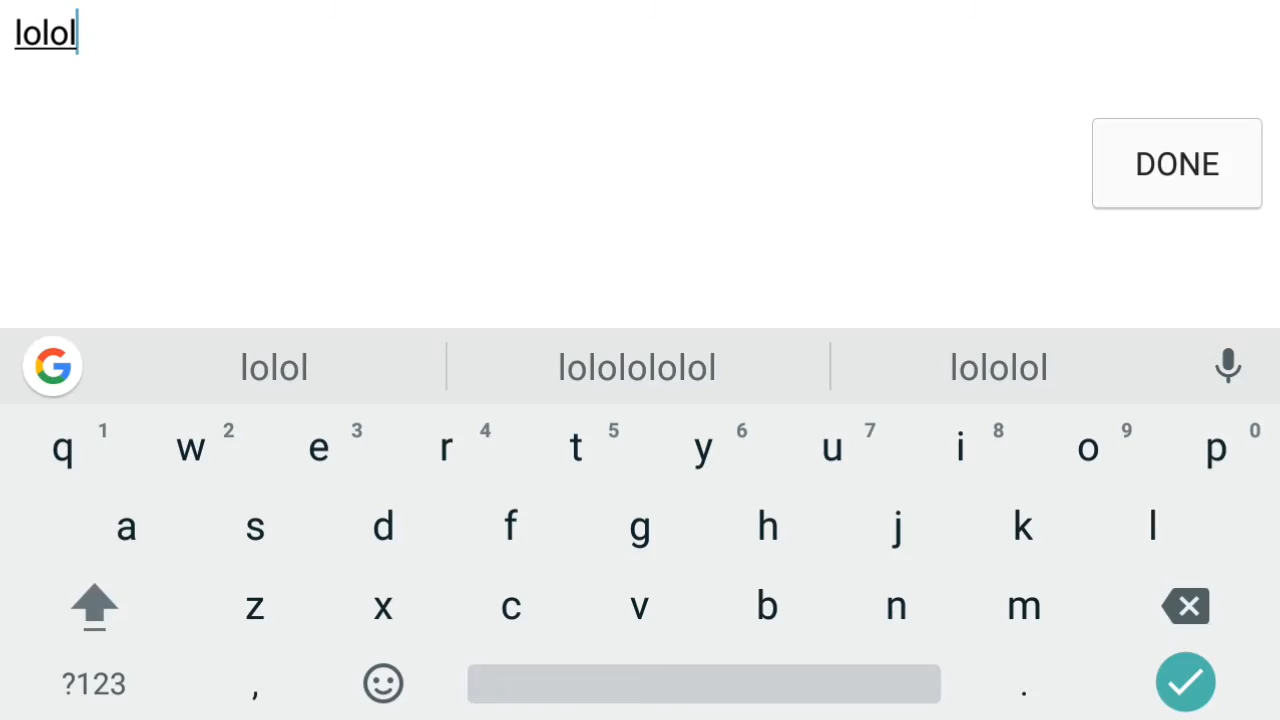 lolol
DONE
lolol lolololol lololol
q 1 w 2 e 3 r 4 t 5 y 6 u 7 i 8 o 9 p 0
a s d f g h j k l
z x c v b n m
?123 , .